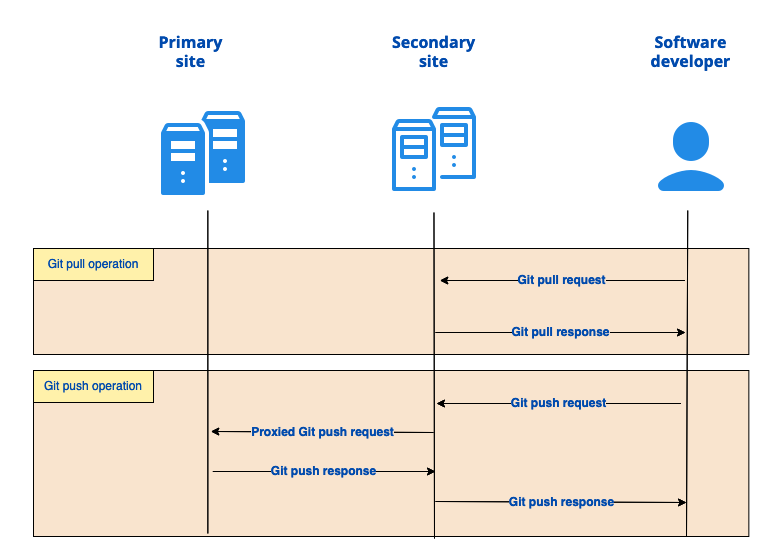 Primary
site
Secondary
site
Software
developer
Git pull operation
Git pull request
Git pull response
Git push operation
Git push request
Proxied Git push request
Git push response
Git push response